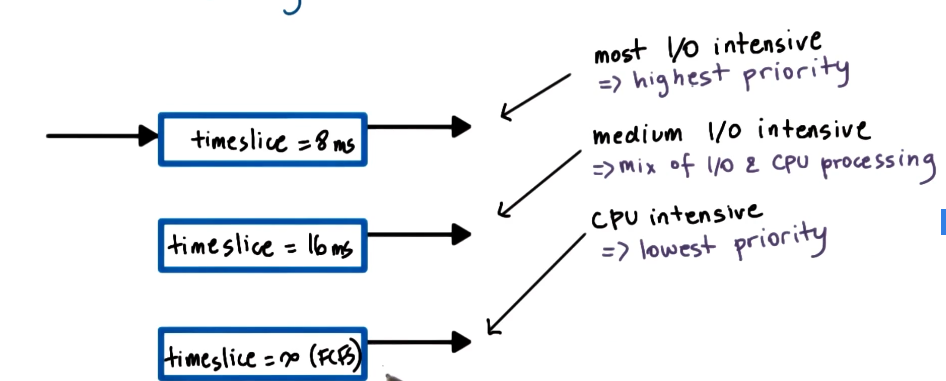 most I/O intensive
=> highest priority
timeslice = 8 ms
medium I/O intensive
=> mix of I/O & CPU processing
CPU intensive
=> lowest priority
timeslice = 16 ms
timeslice = ∞ (FCFS)